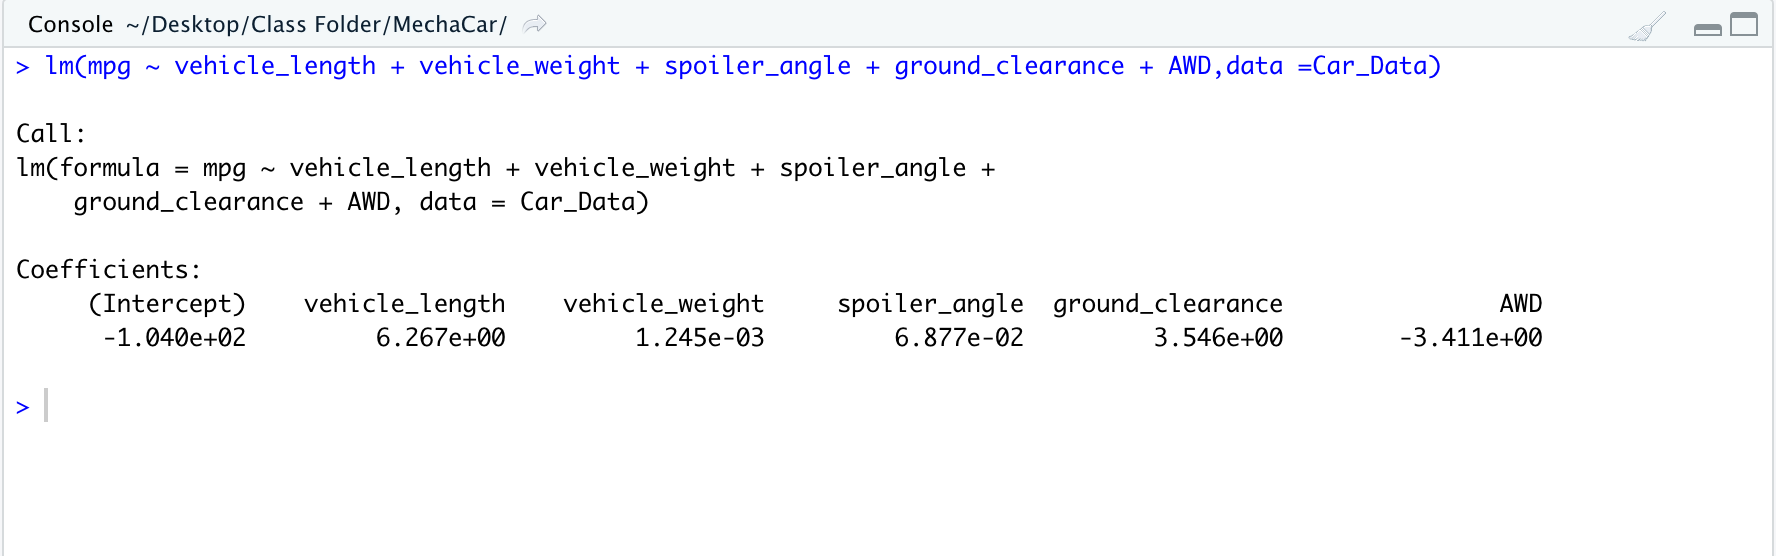 Console ~/Desktop/Class Folder/MechaCar/
> lm(mpg ~ vehicle_length + vehicle_weight + spoiler_angle + ground_clearance + AWD,data =Car_Data)
Call:
lm(formula = mpg ~ vehicle_length + vehicle_weight + spoiler_angle +
    ground_clearance + AWD, data = Car_Data)
Coefficients:
     (Intercept)    vehicle_length    vehicle_weight     spoiler_angle  ground_clearance               AWD
      -1.040e+02         6.267e+00         1.245e-03         6.877e-02         3.546e+00        -3.411e+00
>